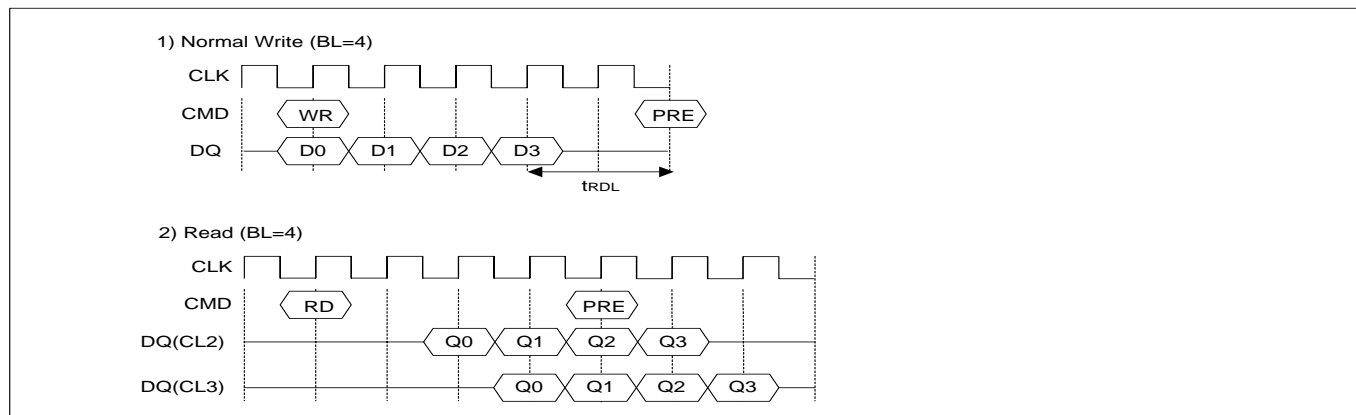 1) Normal Write (BL=4)
CLK
CMD WR PRE
DQ D0 D1 D2 D3
tRDL
2) Read (BL=4)
CLK
CMD RD PRE
DQ(CL2) Q0 Q1 Q2 Q3
DQ(CL3) Q0 Q1 Q2 Q3